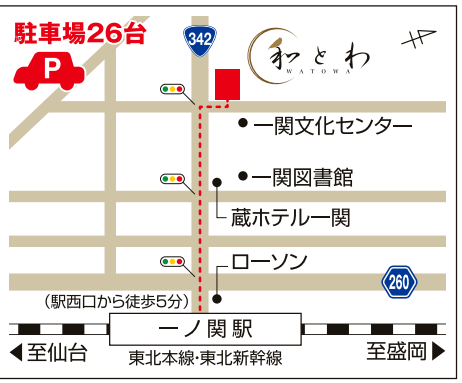 駐車場26台
P
342
和とわ
WATOWA
一関文化センター
一関図書館
蔵ホテル一関
ローソン
260
(駅西口から徒歩5分)
一ノ関駅
◀至仙台
東北本線・東北新幹線
至盛岡▶